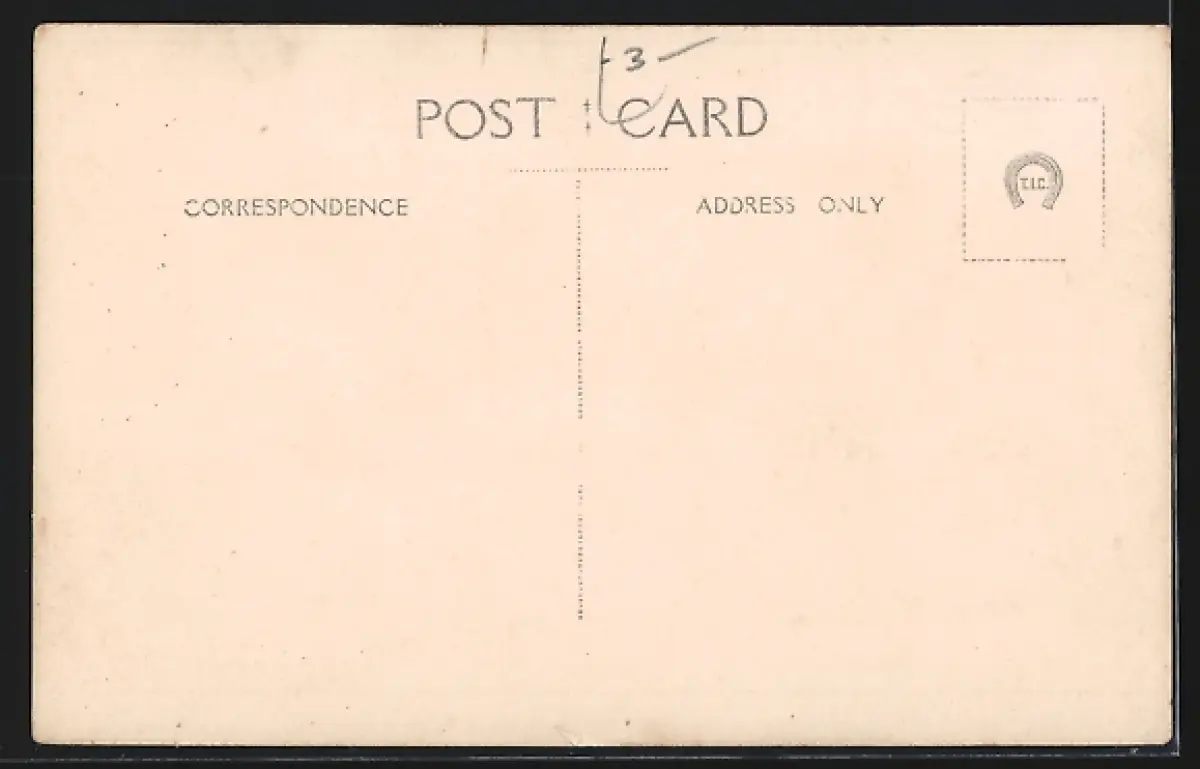 3 -
POST CARD
CORRESPONDENCE
ADDRESS ONLY
T.I.C.